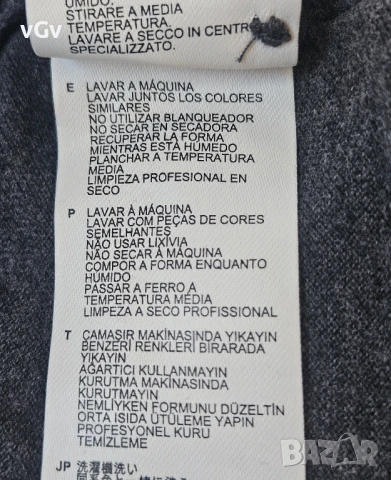 vGv
UMIDO.
STIRARE A MEDIA
TEMPERATURA.
LAVARE A SECCO IN CENTR
SPECIALIZZATO.
E LAVAR A MÁQUINA
LAVAR JUNTOS LOS COLORES
SIMILARES
NO UTILIZAR BLANQUEADOR
NO SECAR EN SECADORA
RECUPERAR LA FORMA
MIENTRAS ESTÁ HÚMEDO
PLANCHAR A TEMPERATURA
MEDIA
LIMPIEZA PROFESIONAL EN
SECO
P LAVAR À MÁQUINA
LAVAR COM PEÇAS DE CORES
SEMELHANTES
NÃO USAR LIXÍVIA
NÃO SECAR À MÁQUINA
COMPOR A FORMA ENQUANTO
HÚMIDO
PASSAR A FERRO A
TEMPERATURA MÉDIA
LIMPEZA A SECO PROFISSIONAL
T ÇAMAŞIR MAKİNASINDA YIKAYIN
BENZERİ RENKLERİ BİRARADA
YIKAYIN
AĞARTICI KULLANMAYIN
KURUTMA MAKİNASINDA
KURUTMAYIN
NEMLİYKEN FORMUNU DÜZELTİN
ORTA ISIDA ÜTÜLEME YAPIN
PROFESYONEL KURU
TEMİZLEME
JP 洗濯機洗い
BAZAR.bg